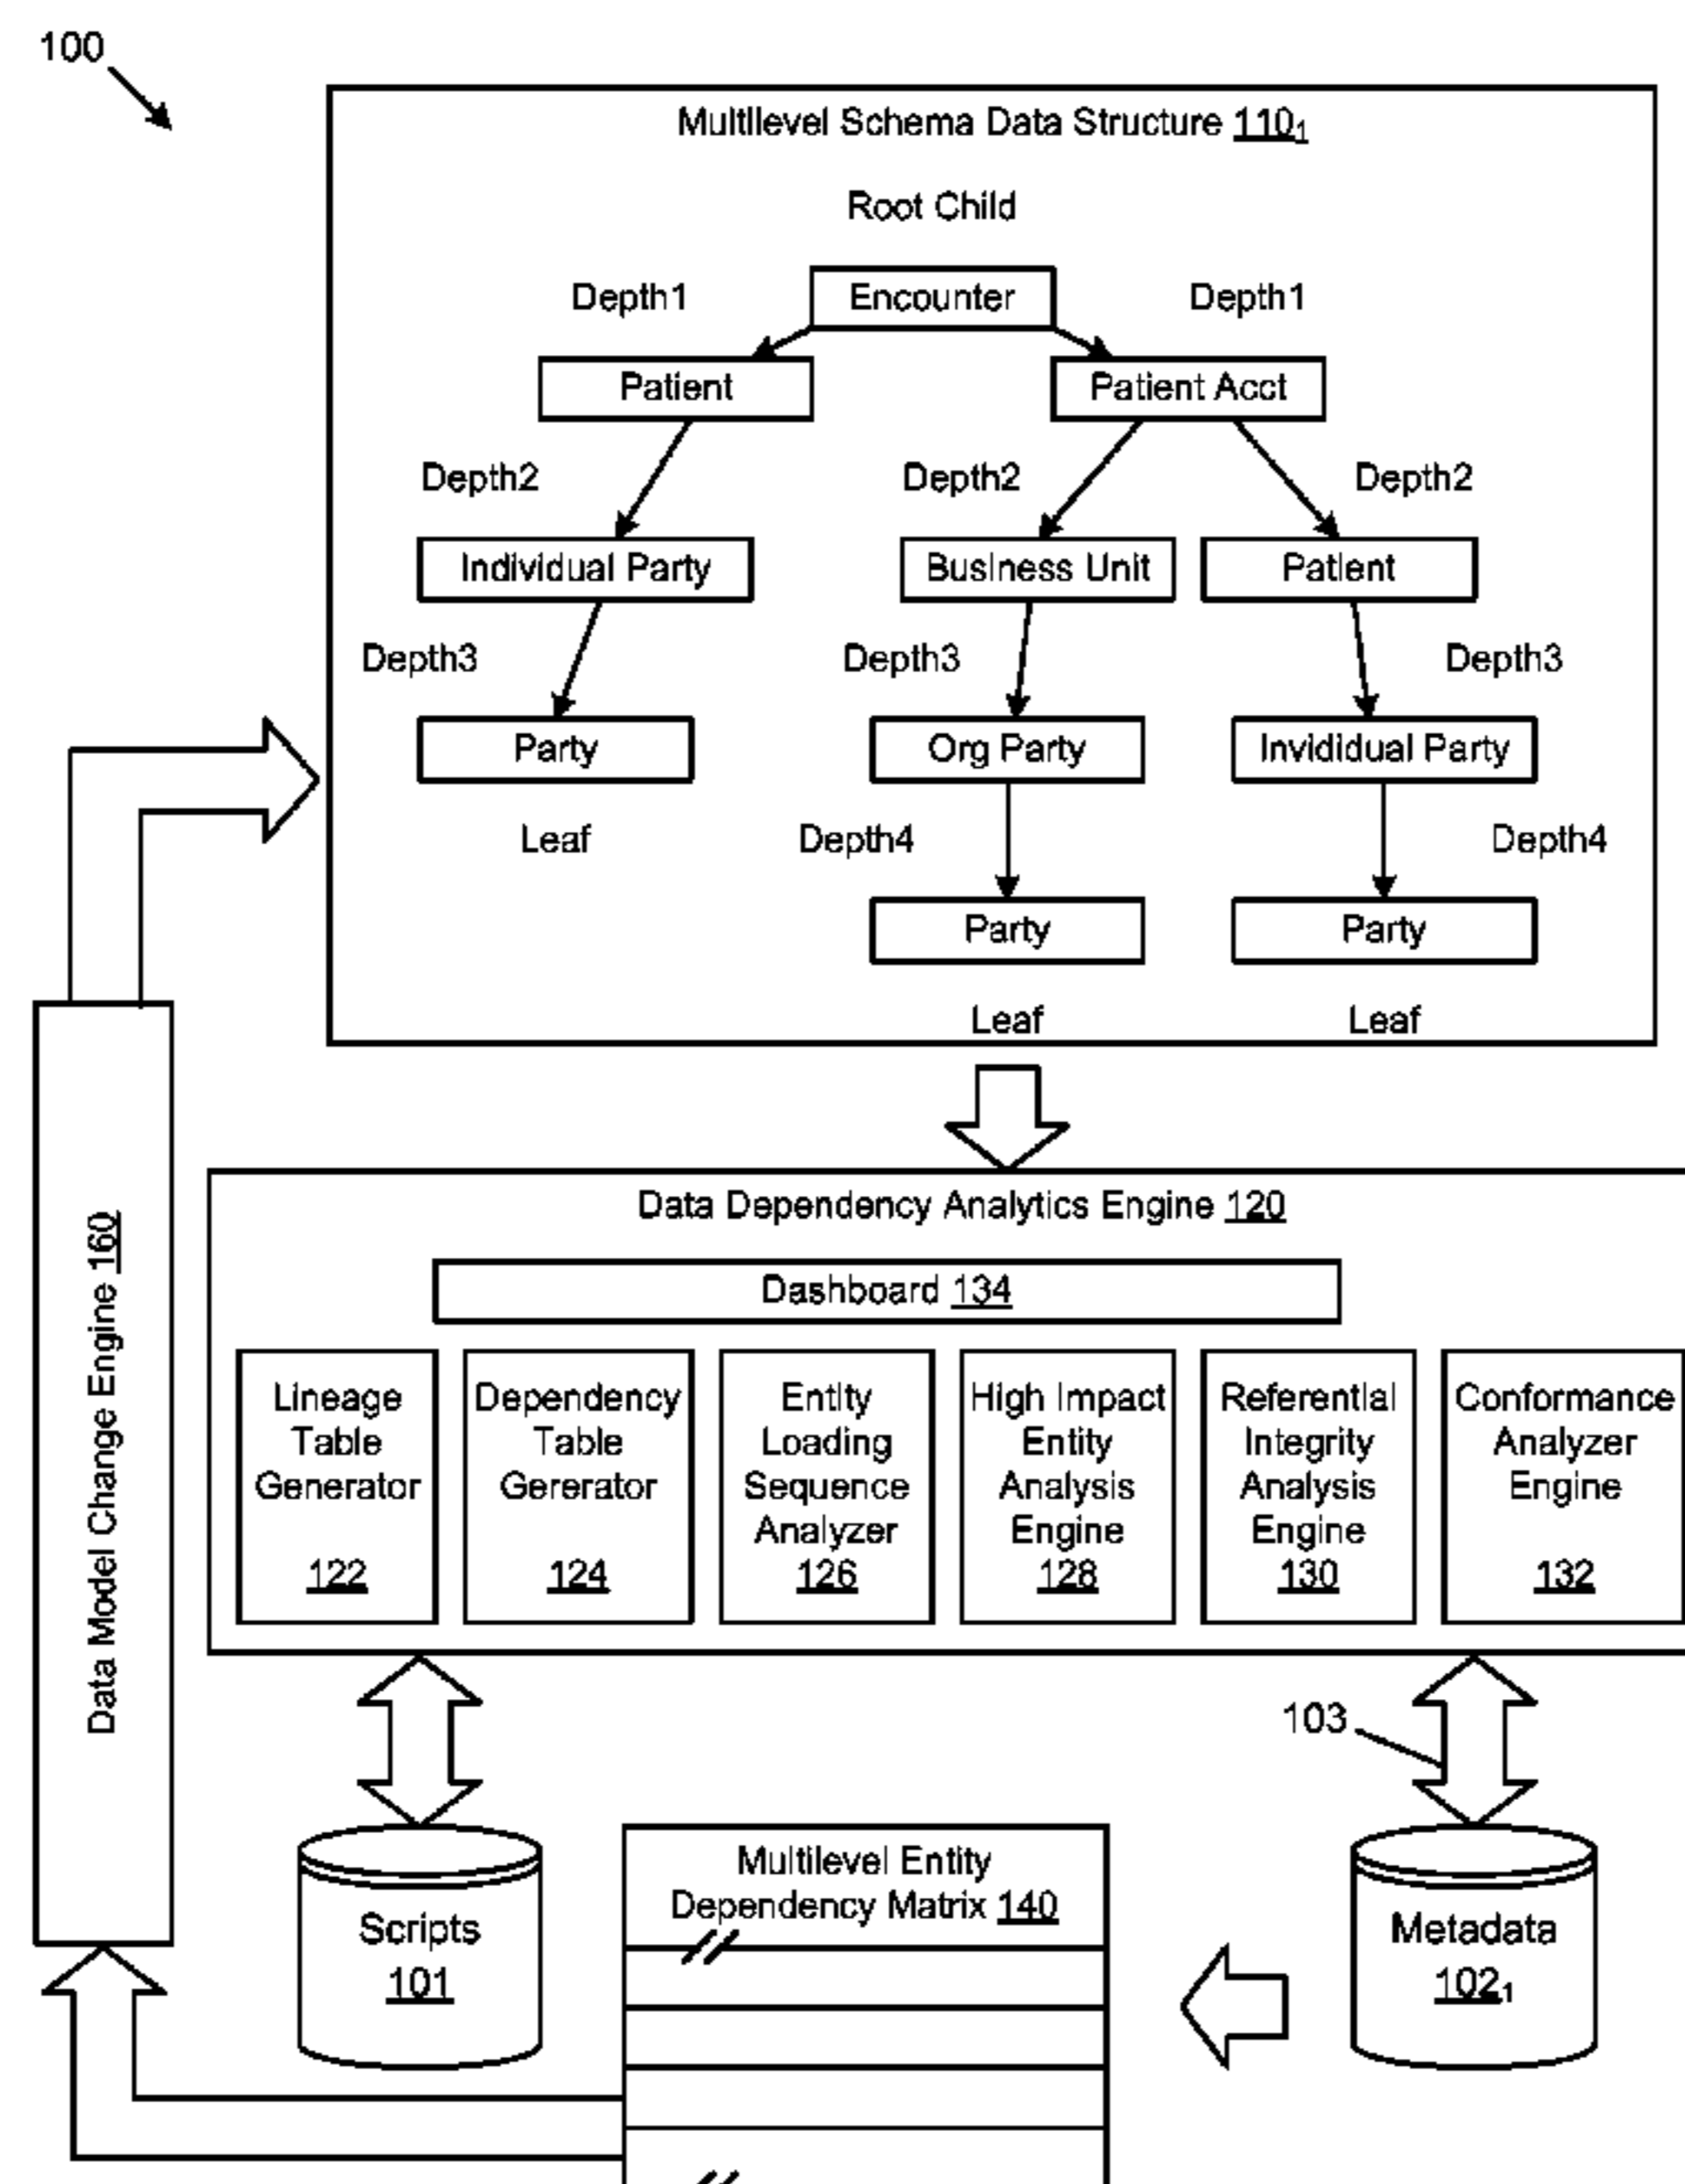 100
Multilevel Schema Data Structure 110₁
Root Child
Depth1 Encounter Depth1
Patient Patient Acct
Depth2 Depth2 Depth2
Individual Party Business Unit Patient
Depth3 Depth3 Depth3
Party Org Party Invididual Party
Leaf Depth4 Depth4
Party Party
Leaf Leaf
Data Model Change Engine 160
Data Dependency Analytics Engine 120
Dashboard 134
Lineage
Table
Generator
122
Dependency
Table
Gererator
124
Entity
Loading
Sequence
Analyzer
126
High Impact
Entity
Analysis
Engine
128
Referential
Integrity
Analysis
Engine
130
Conformance
Analyzer
Engine
132
103
Scripts
101
Multilevel Entity
Dependency Matrix 140
Metadata
102₁